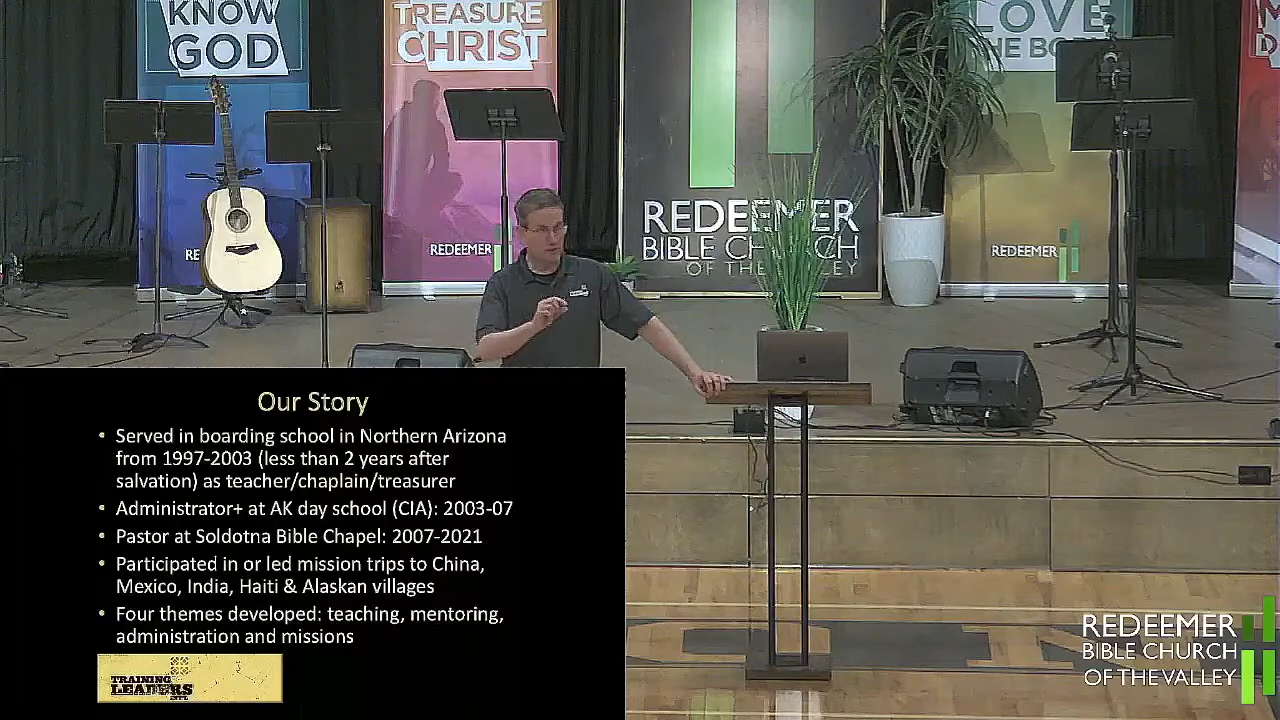 KNOW
GOD
TREASURE
CHRIST
LOVE
THE BODY
REDEEMER
REDEEMER
BIBLE CHURCH
OF THE VALLEY
REDEEMER
Our Story
• Served in boarding school in Northern Arizona
from 1997-2003 (less than 2 years after
salvation) as teacher/chaplain/treasurer
• Administrator+ at AK day school (CIA): 2003-07
• Pastor at Soldotna Bible Chapel: 2007-2021
• Participated in or led mission trips to China,
Mexico, India, Haiti & Alaskan villages
• Four themes developed: teaching, mentoring,
administration and missions
TRAINING
LEADERS
INTL
REDEEMER
BIBLE CHURCH
OF THE VALLEY